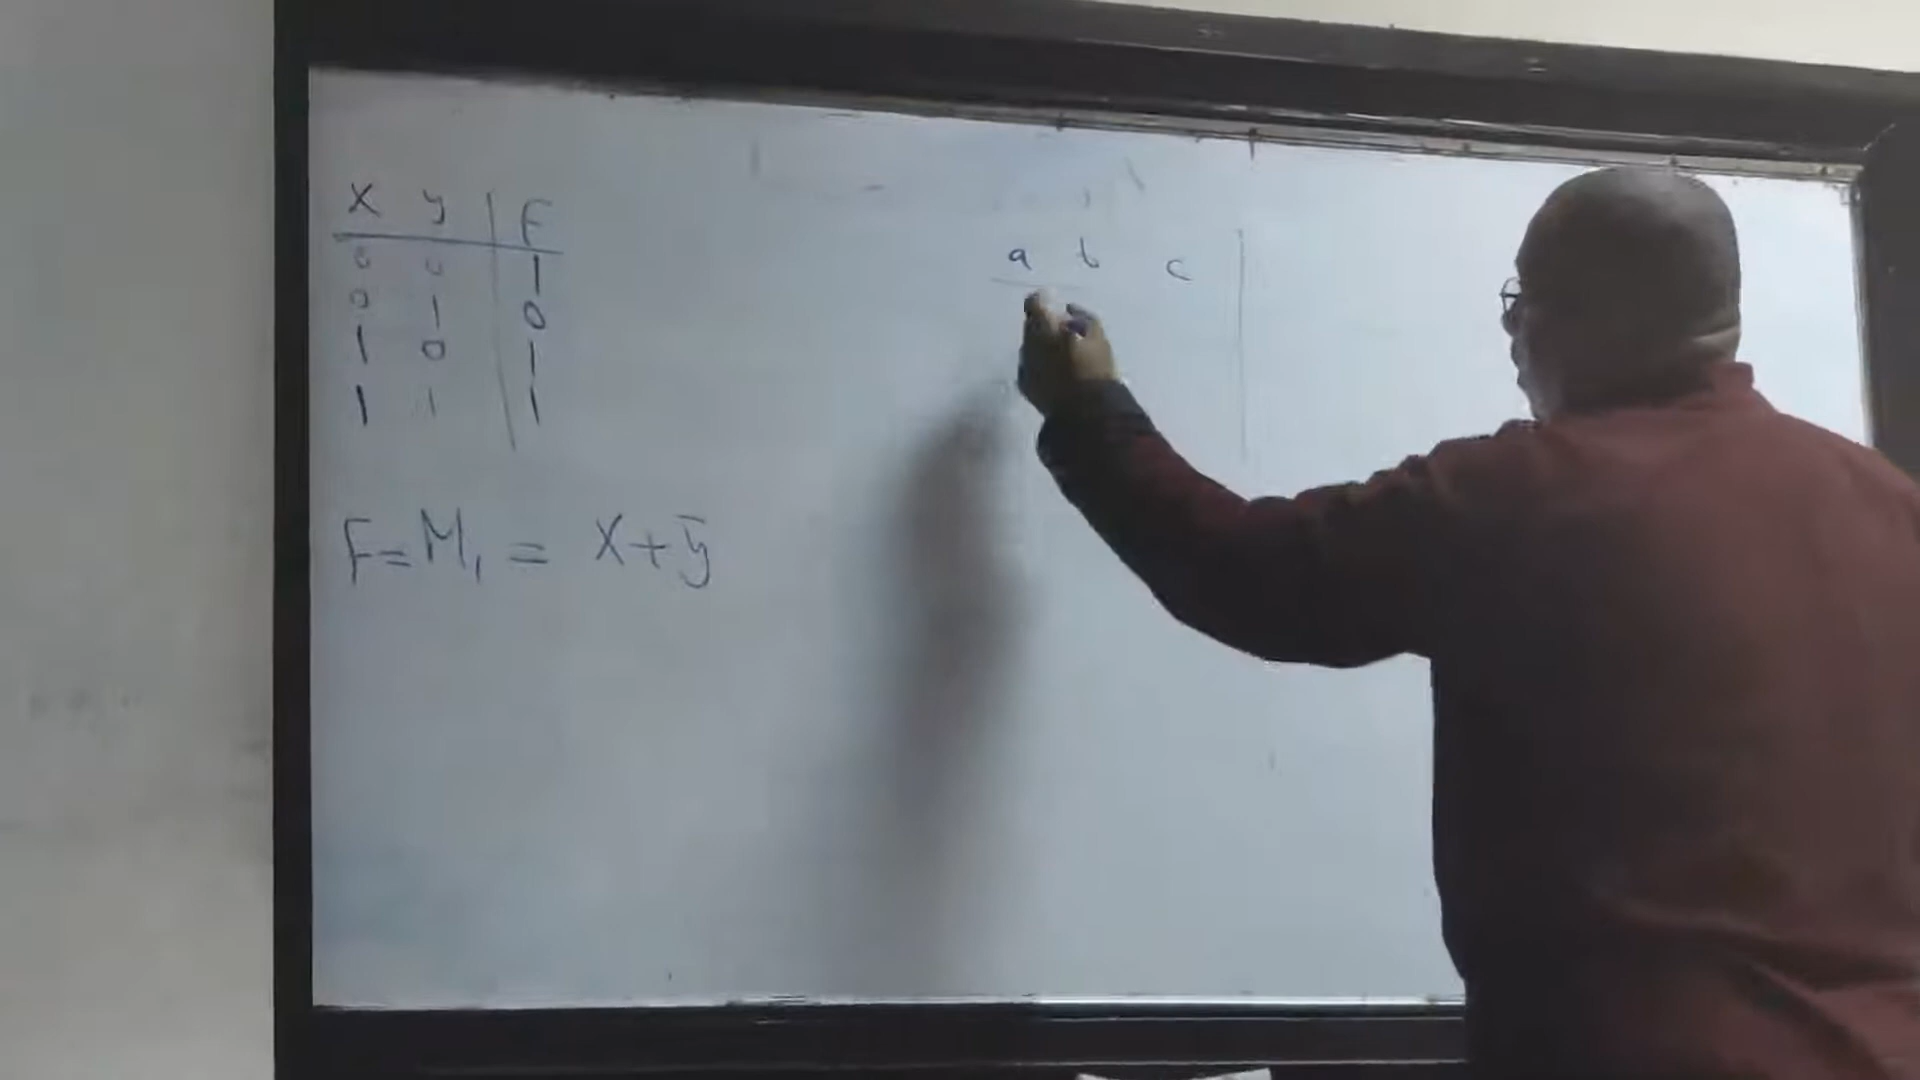 x y F
0 0 1
0 1 0
1 0 1
1 1 1
F = M₁ = x + ȳ
a b c